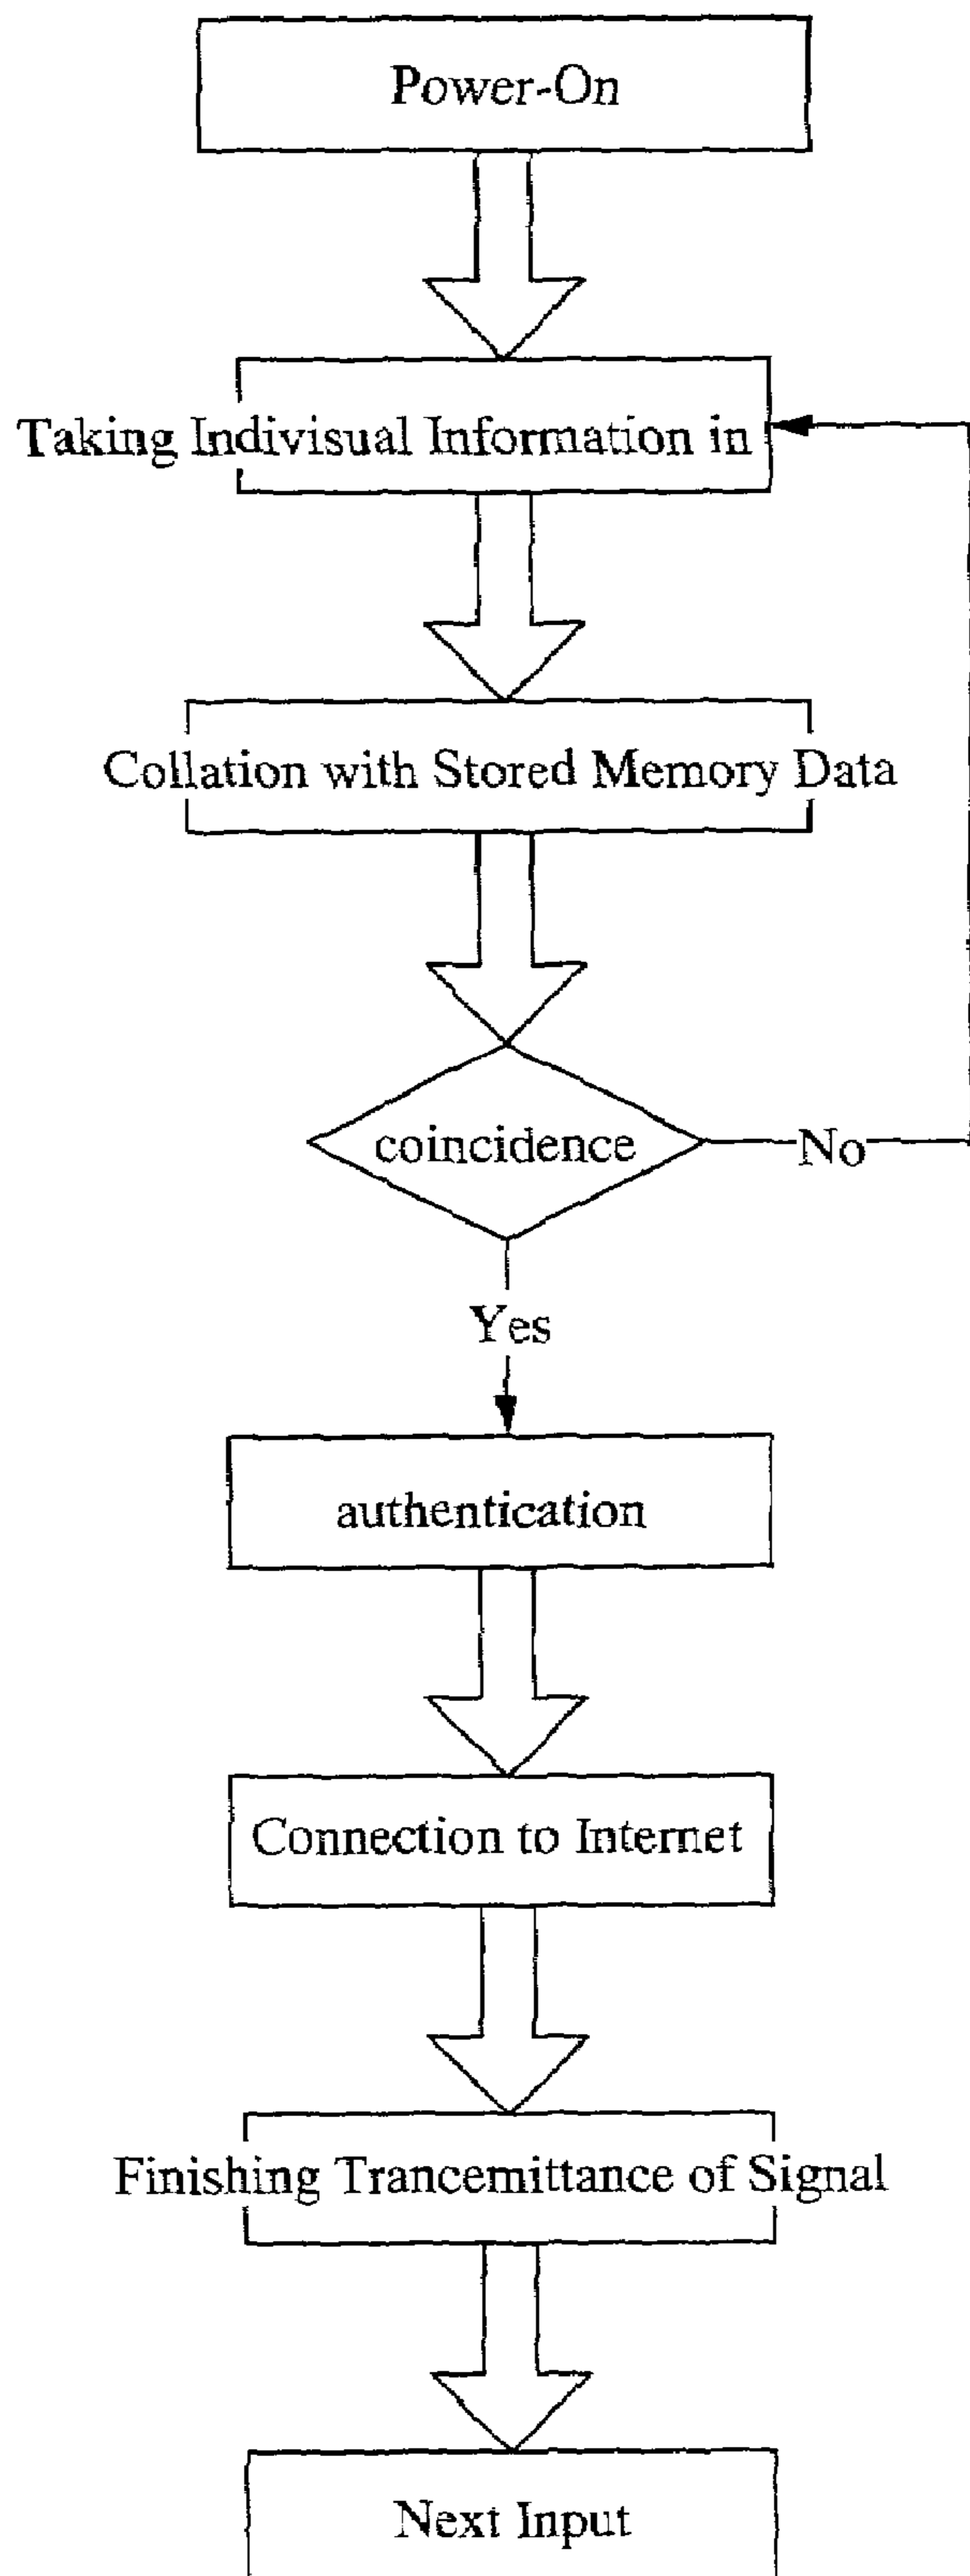 Power-On
Taking Indivisual Information in
Collation with Stored Memory Data
coincidence
No
Yes
authentication
Connection to Internet
Finishing Trancemittance of Signal
Next Input